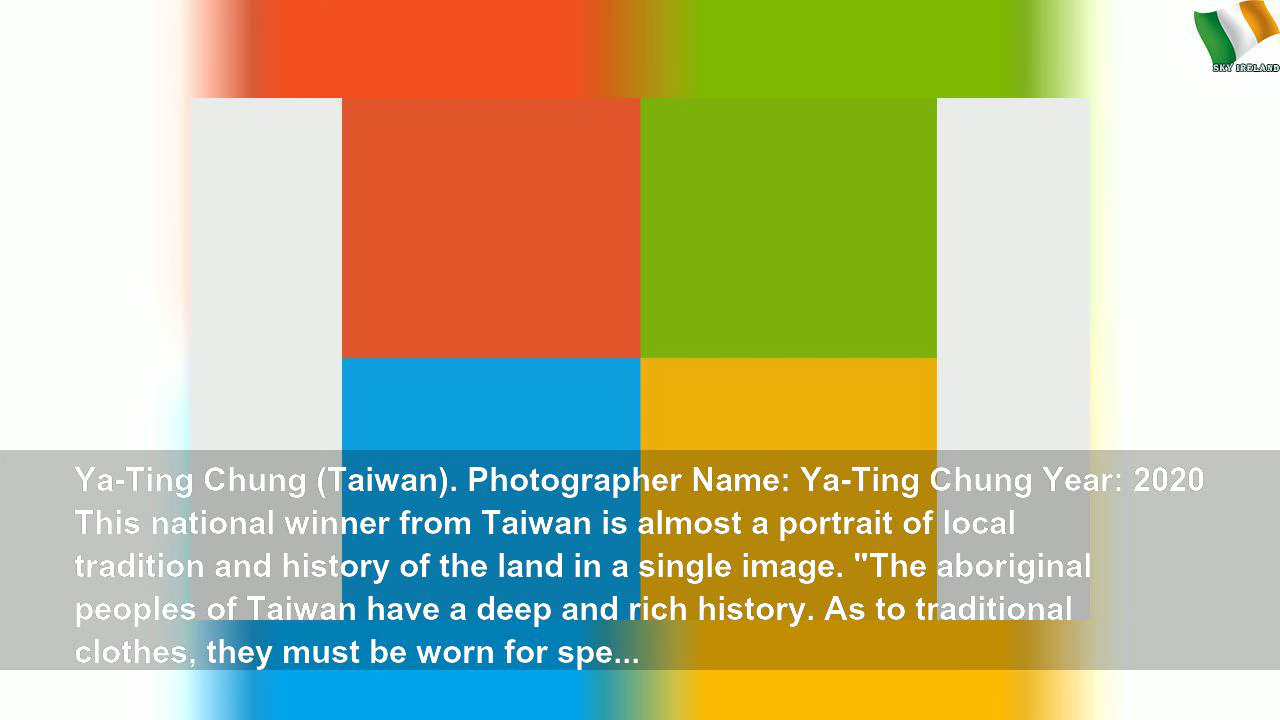 SKY IRELAND
Ya-Ting Chung (Taiwan). Photographer Name: Ya-Ting Chung Year: 2020
This national winner from Taiwan is almost a portrait of local
tradition and history of the land in a single image. "The aboriginal
peoples of Taiwan have a deep and rich history. As to traditional
clothes, they must be worn for spe...